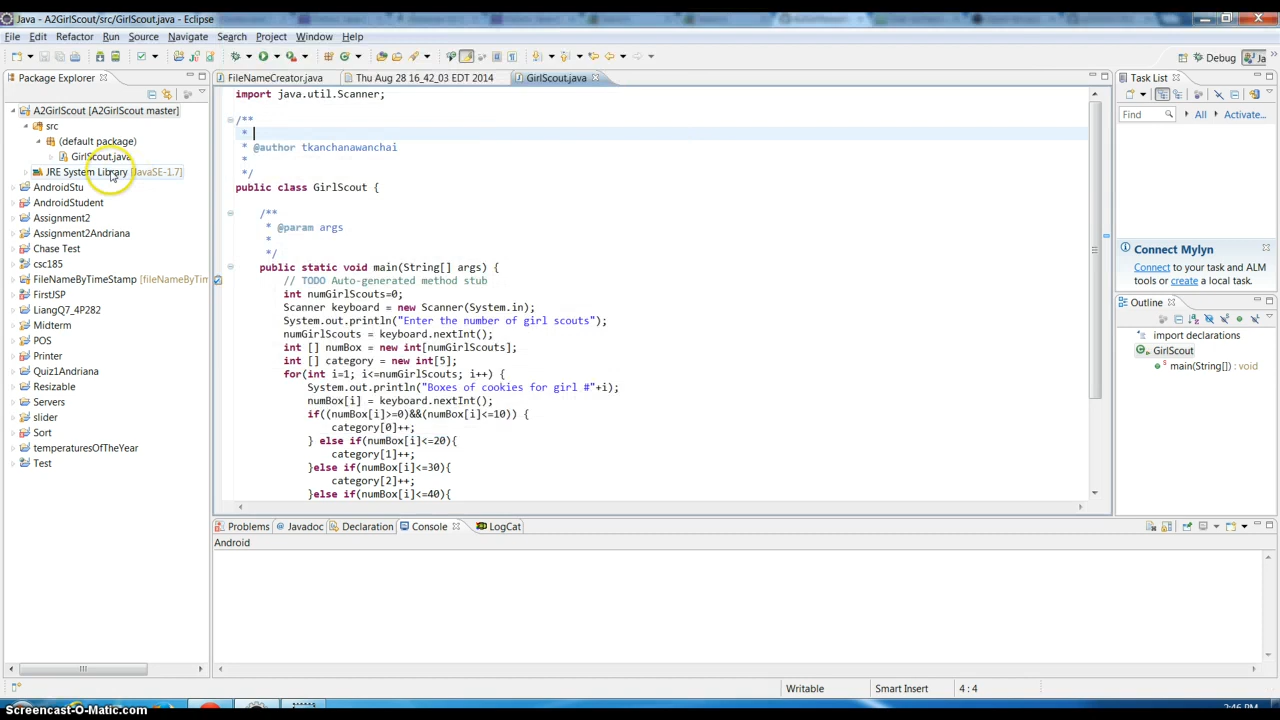 Java - A2GirlScout/src/GirlScout.java - Eclipse
File Edit Refactor Run Source Navigate Search Project Window Help
Debug Ja
Package Explorer
A2GirlScout [A2GirlScout master]
src
(default package)
GirlScout.java
JRE System Library [JavaSE-1.7]
AndroidStu
AndroidStudent
Assignment2
Assignment2Andriana
Chase Test
csc185
FileNameByTimeStamp [fileNameByTim
FirstJSP
LiangQ7_4P282
Midterm
POS
Printer
Quiz1Andriana
Resizable
Servers
slider
Sort
temperaturesOfTheYear
Test
FileNameCreator.java Thu Aug 28 16_42_03 EDT 2014 GirlScout.java
import java.util.Scanner;
/**
*
* @author tkanchanawanchai
*
*/
public class GirlScout {
/**
* @param args
*
*/
public static void main(String[] args) {
// TODO Auto-generated method stub
int numGirlScouts=0;
Scanner keyboard = new Scanner(System.in);
System.out.println("Enter the number of girl scouts");
numGirlScouts = keyboard.nextInt();
int [] numBox = new int[numGirlScouts];
int [] category = new int[5];
for(int i=1; i<=numGirlScouts; i++) {
System.out.println("Boxes of cookies for girl #"+i);
numBox[i] = keyboard.nextInt();
if((numBox[i]>=0)&&(numBox[i]<=10)) {
category[0]++;
} else if(numBox[i]<=20){
category[1]++;
}else if(numBox[i]<=30){
category[2]++;
}else if(numBox[i]<=40){
Task List
Find All Activate...
Connect Mylyn
Connect to your task and ALM
tools or create a local task.
Outline
import declarations
GirlScout
main(String[]) : void
Problems Javadoc Declaration Console LogCat
Android
Writable Smart Insert 4 : 4
Screencast-O-Matic.com
2:46 PM